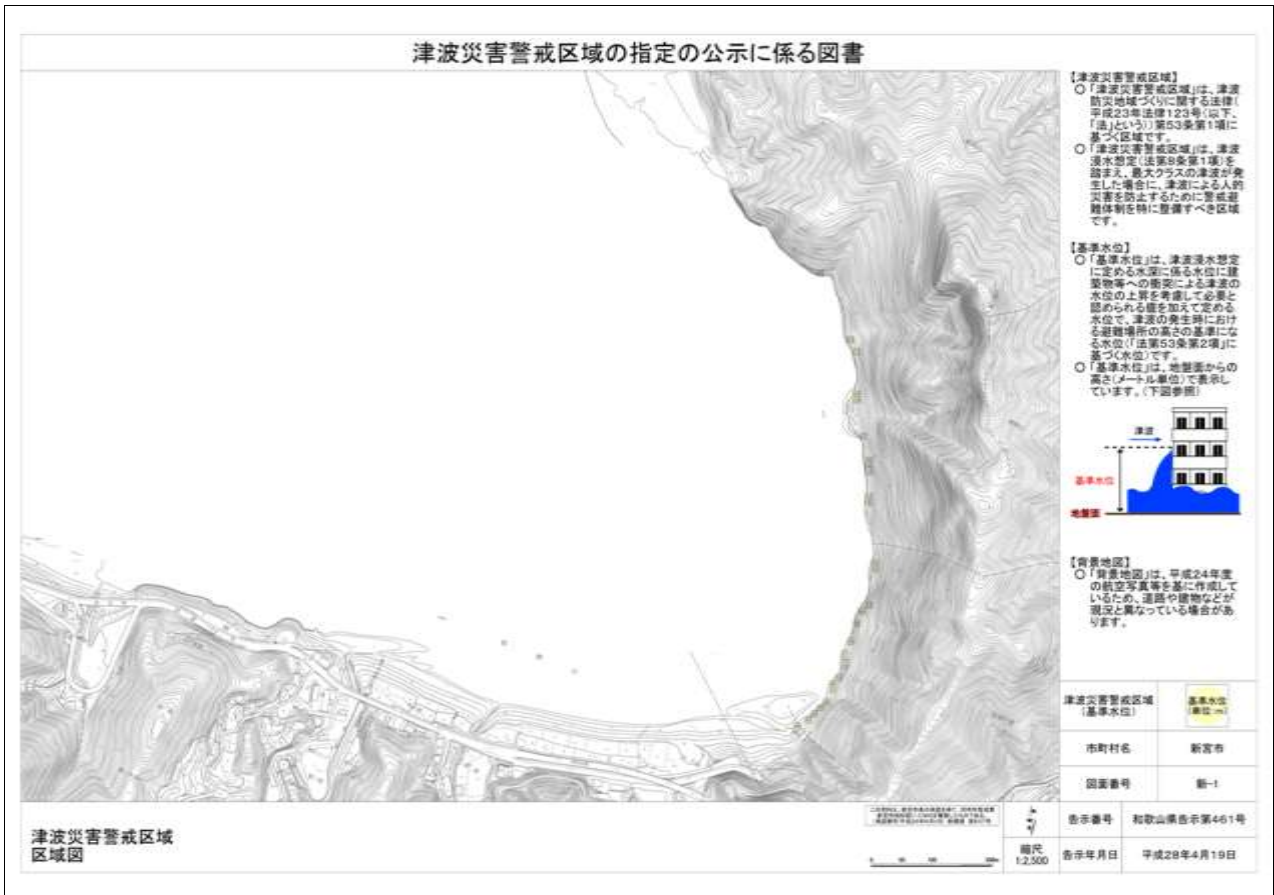 津波災害警戒区域の指定の公示に係る図書
【津波災害警戒区域】
○「津波災害警戒区域」は、津波
防災地域づくりに関する法律(
平成23年法律123号(以下、
「法」という))第53条第1項に
基づく区域です。
○「津波災害警戒区域」は、津波
浸水想定(法第8条第1項)を
踏まえ、最大クラスの津波が発
生した場合に、津波による人的
災害を防止するために警戒避
難体制を特に整備すべき区域
です。
【基準水位】
○「基準水位」は、津波浸水想定
に定める水深に係る水位に建
築物等への衝突による津波の
水位の上昇を考慮して必要と
認められる値を加えて定める
水位で、津波の発生時におけ
る避難場所の高さの基準にな
る水位(「法第53条第2項」に
基づく水位)です。
○「基準水位」は、地盤面からの
高さ(メートル単位)で表示し
ています。(下図参照)
津波
基準水位
地盤面
【背景地図】
○「背景地図」は、平成24年度
の航空写真等を基に作成して
いるため、道路や建物などが
現況と異なっている場合があ
ります。
津波災害警戒区域
(基準水位)
基準水位
(単位:m)
市町村名
新宮市
図面番号
新-1
告示番号
和歌山県告示第461号
縮尺
1:2,500
告示年月日
平成28年4月19日
津波災害警戒区域
区域図